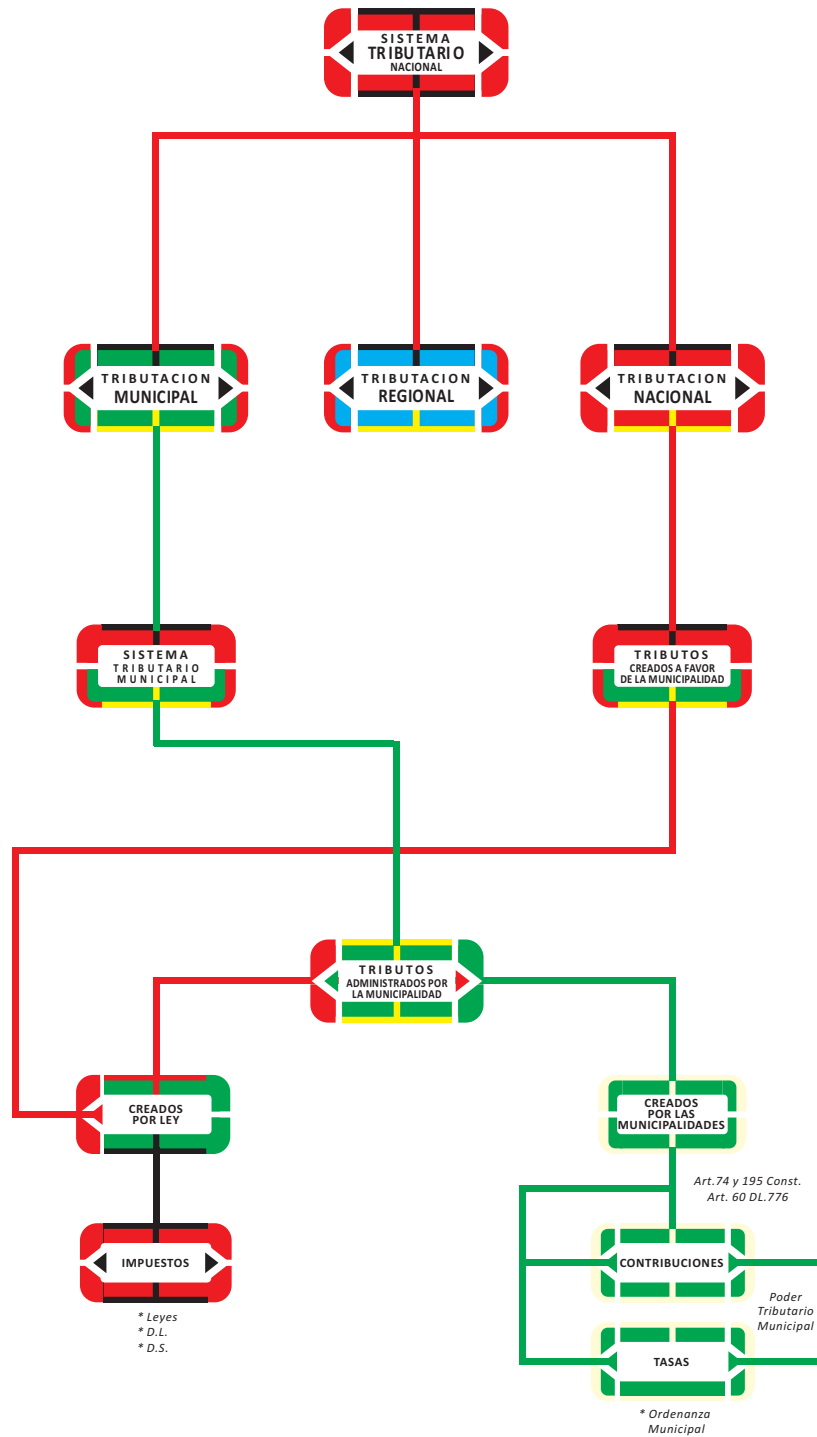 SISTEMA
TRIBUTARIO
NACIONAL
TRIBUTACION
MUNICIPAL
TRIBUTACION
REGIONAL
TRIBUTACION
NACIONAL
SISTEMA
TRIBUTARIO
MUNICIPAL
TRIBUTOS
CREADOS A FAVOR
DE LA MUNICIPALIDAD
TRIBUTOS
ADMINISTRADOS POR
LA MUNICIPALIDAD
CREADOS
POR LEY
CREADOS
POR LAS
MUNICIPALIDADES
Art.74 y 195 Const.
Art. 60 DL.776
IMPUESTOS
* Leyes
* D.L.
* D.S.
CONTRIBUCIONES
Poder
Tributario
Municipal
TASAS
* Ordenanza
Municipal